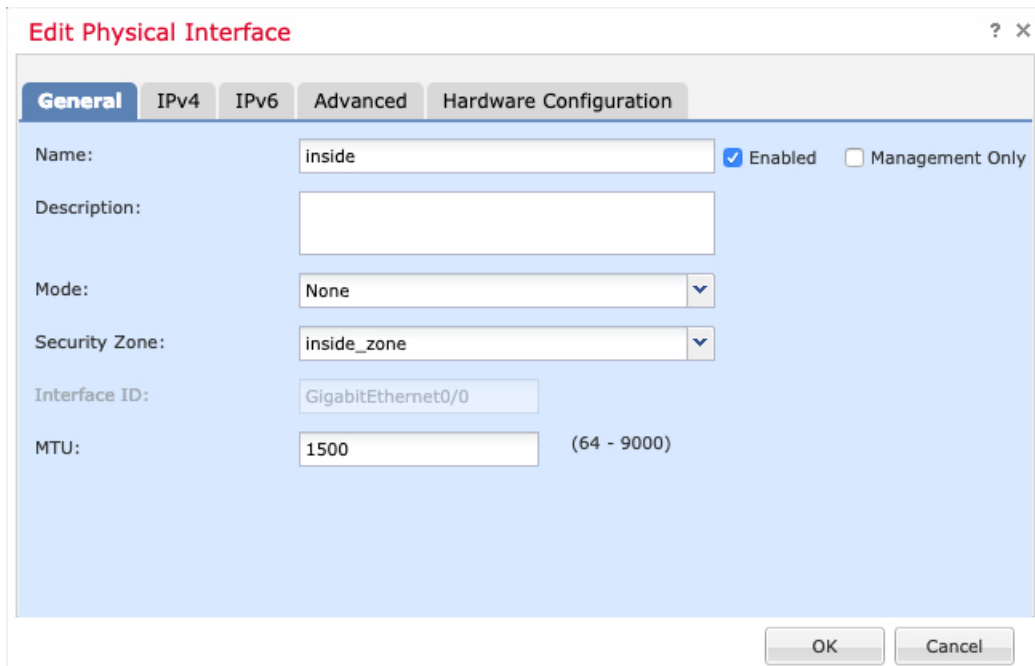 Edit Physical Interface ? ×
General IPv4 IPv6 Advanced Hardware Configuration
Name: inside Enabled Management Only
Description:
Mode: None
Security Zone: inside_zone
Interface ID: GigabitEthernet0/0
MTU: 1500 (64 - 9000)
OK Cancel